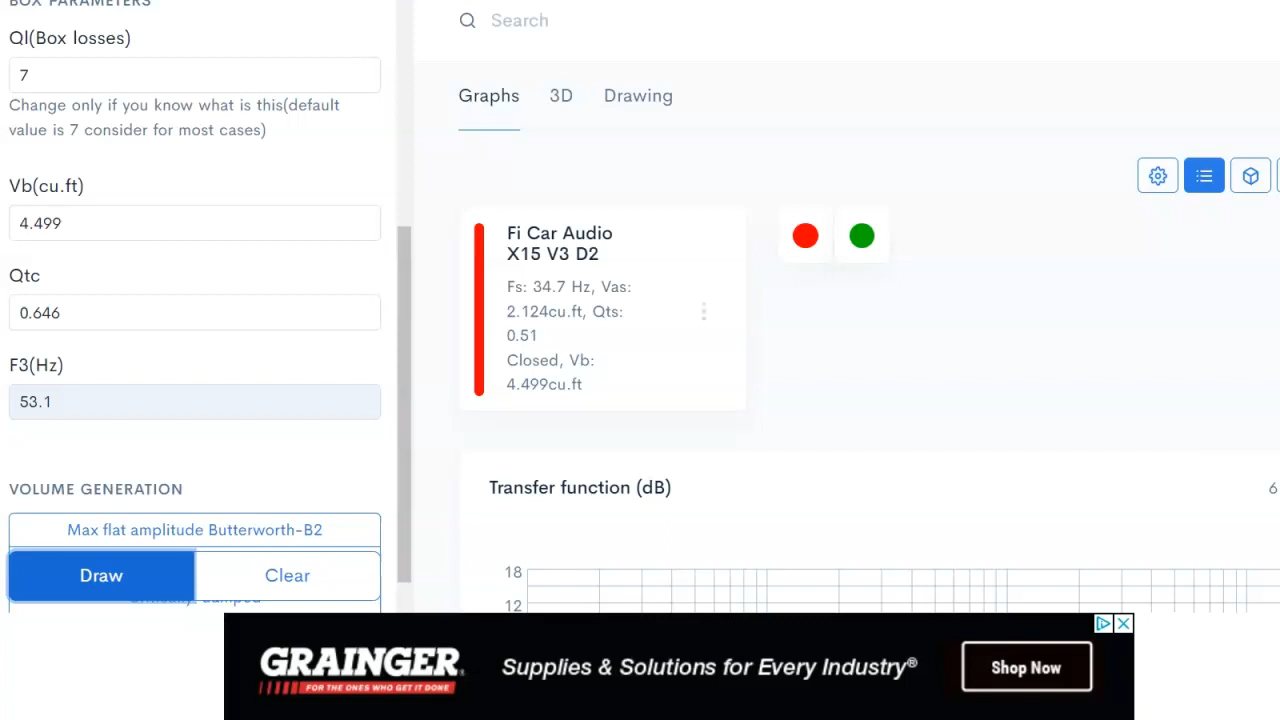 BOX PARAMETERS
Ql(Box losses)
7
Change only if you know what is this(default
value is 7 consider for most cases)
Vb(cu.ft)
4.499
Qtc
0.646
F3(Hz)
53.1
VOLUME GENERATION
Max flat amplitude Butterworth-B2
Draw
Clear
Critically damped
Search
Graphs
3D
Drawing
Fi Car Audio
X15 V3 D2
Fs: 34.7 Hz, Vas:
2.124cu.ft, Qts:
0.51
Closed, Vb:
4.499cu.ft
Transfer function (dB)
6
18
12
GRAINGER
FOR THE ONES WHO GET IT DONE
Supplies & Solutions for Every Industry®
Shop Now